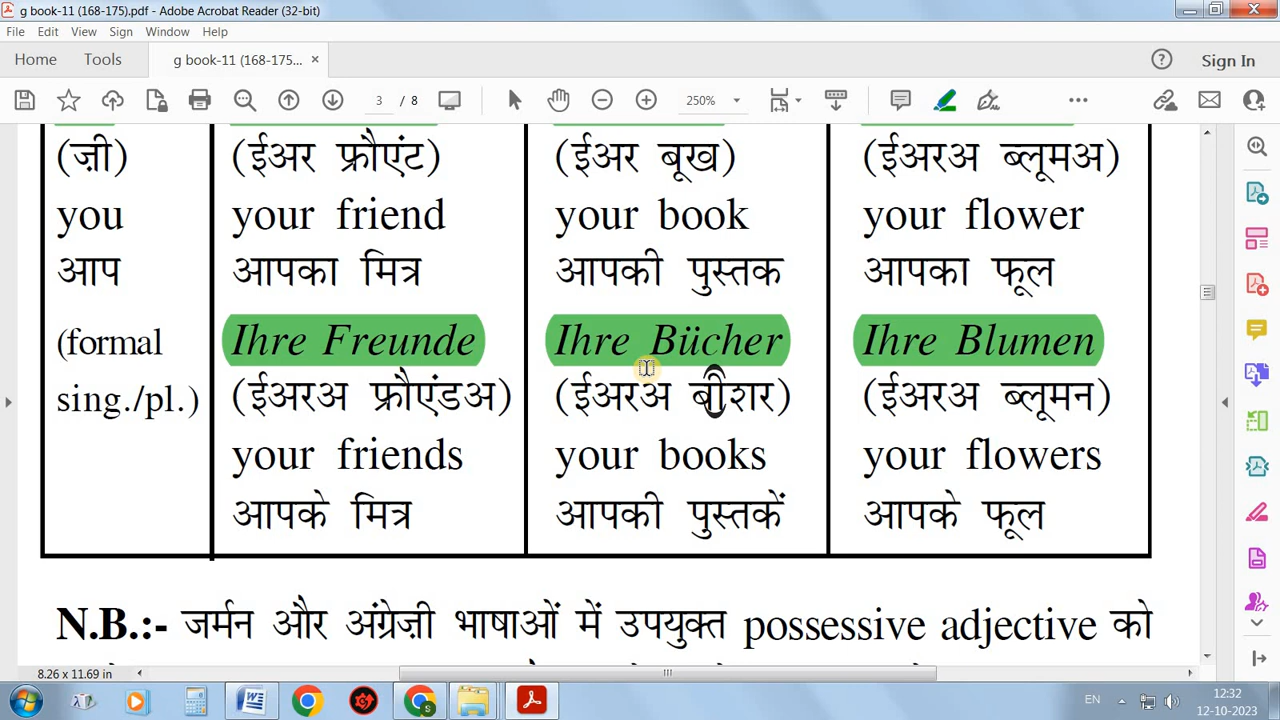 g book-11 (168-175).pdf - Adobe Acrobat Reader (32-bit)
File Edit View Sign Window Help
Home Tools g book-11 (168-175... × Sign In
3 / 8 250%
(ज़ी) (ईअर फ्रौएंट) (ईअर बूख) (ईअरअ ब्लूमअ)
you your friend your book your flower
आप आपका मित्र आपकी पुस्तक आपका फूल
(formal Ihre Freunde Ihre Bücher Ihre Blumen
sing./pl.) (ईअरअ फ्रौएंडअ) (ईअरअ बीशर) (ईअरअ ब्लूमन)
your friends your books your flowers
आपके मित्र आपकी पुस्तकें आपके फूल
N.B.:- जर्मन और अंग्रेज़ी भाषाओं में उपयुक्त possessive adjective को
8.26 x 11.69 in
EN 12:32
12-10-2023